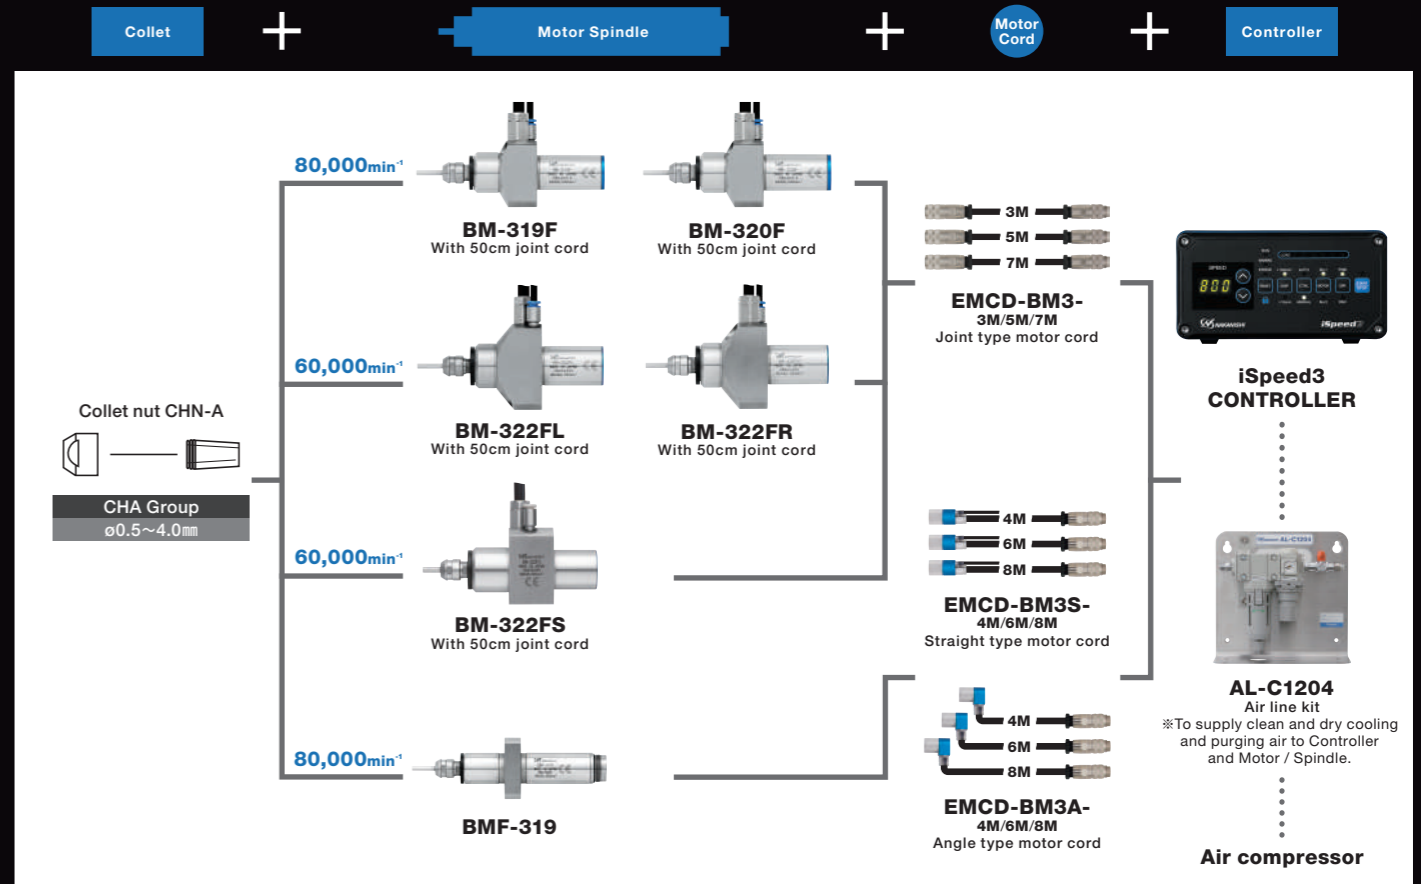 Collet
Motor Spindle
Motor
Cord
Controller
80,000min⁻¹
BM-319F
With 50cm joint cord
BM-320F
With 50cm joint cord
60,000min⁻¹
BM-322FL
With 50cm joint cord
BM-322FR
With 50cm joint cord
Collet nut CHN-A
CHA Group
ø0.5～4.0㎜
60,000min⁻¹
BM-322FS
With 50cm joint cord
80,000min⁻¹
BMF-319
3M
5M
7M
EMCD-BM3-
3M/5M/7M
Joint type motor cord
4M
6M
8M
EMCD-BM3S-
4M/6M/8M
Straight type motor cord
4M
6M
8M
EMCD-BM3A-
4M/6M/8M
Angle type motor cord
SPEED
800
NAKANISHI
iSpeed3
iSpeed3
CONTROLLER
AL-C1204
AL-C1204
Air line kit
※To supply clean and dry cooling
and purging air to Controller
and Motor / Spindle.
Air compressor